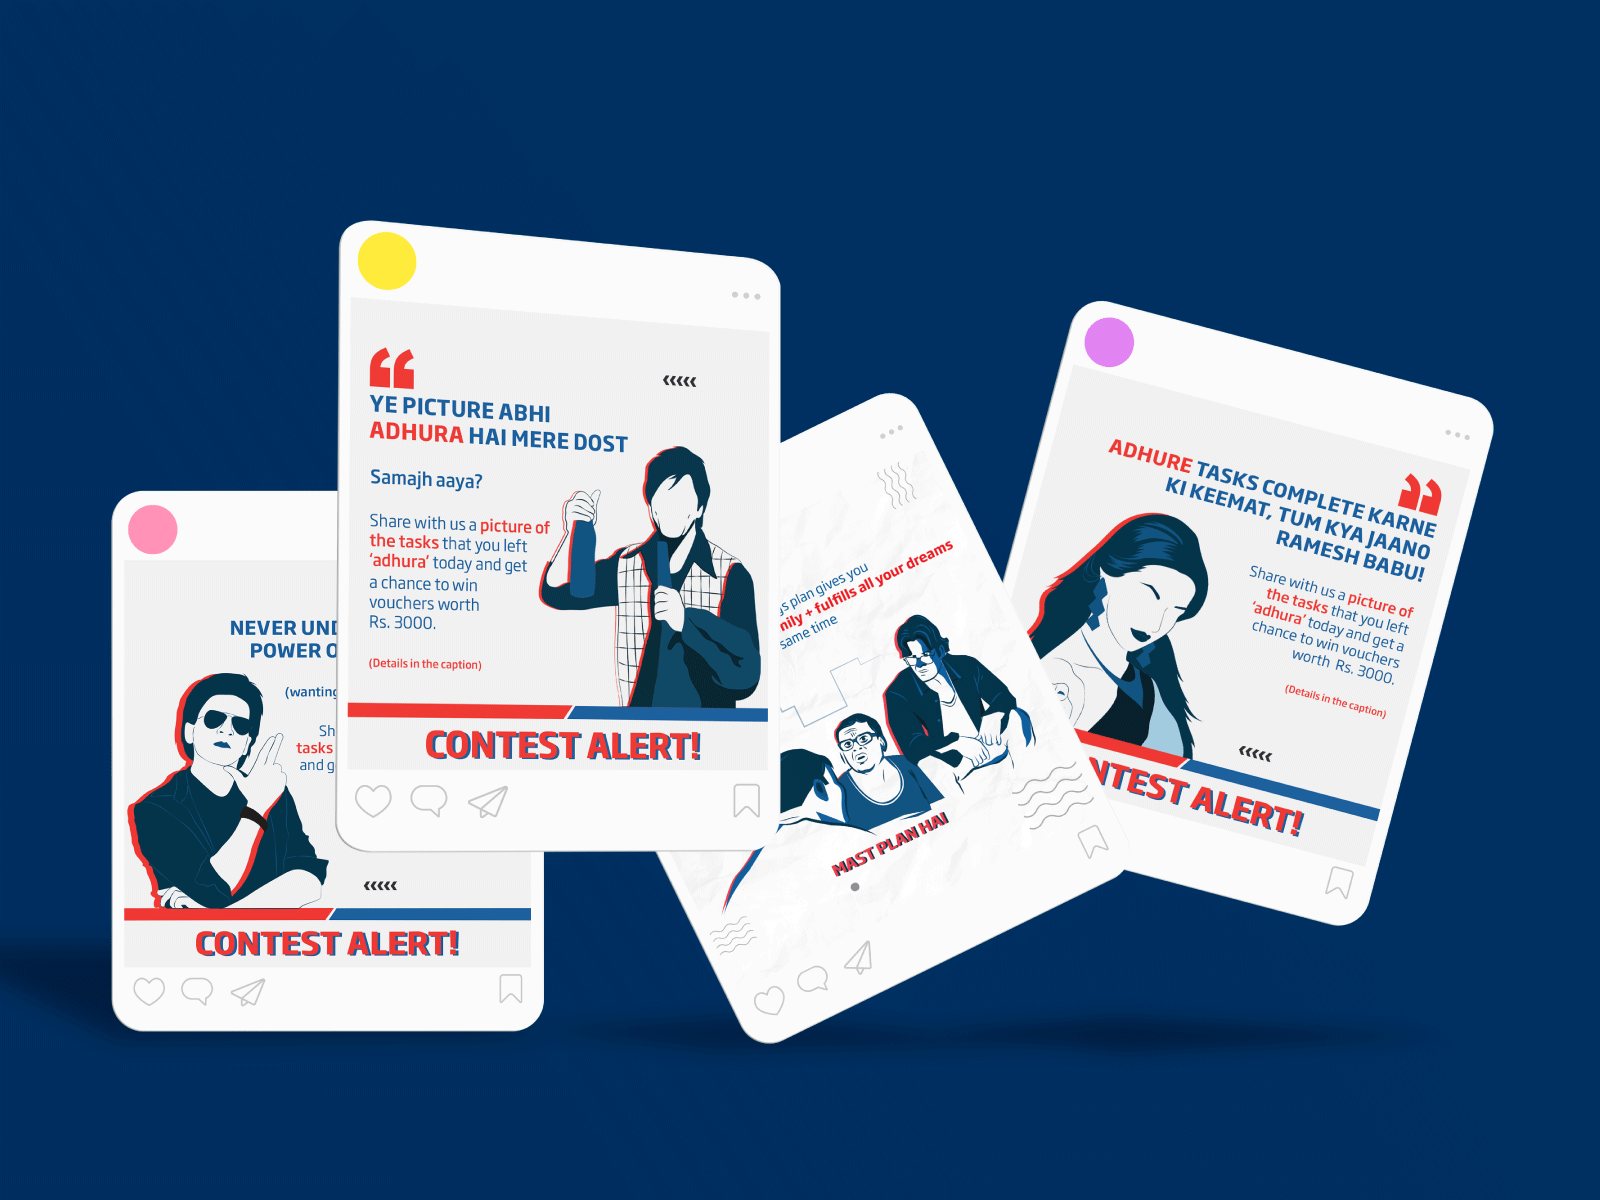 NEVER
POWER
(wanting
tasks
and
CONTEST ALERT!
YE PICTURE ABHI
ADHURA HAI MERE DOST
Samajh aaya?
Share with us a picture of
the tasks that you left
‘adhura’ today and get
a chance to win
vouchers worth
Rs. 3000.
(Details in the caption)
CONTEST ALERT!
plan gives you
+ fulfills all your dreams
same time
MAST PLAN HAI
ADHURE TASKS COMPLETE KARNE
KI KEEMAT, TUM KYA JAANO
RAMESH BABU!
Share with us a picture of
the tasks that you left
‘adhura’ today and get a
chance to win vouchers
worth Rs. 3000.
(Details in the caption)
ALERT!